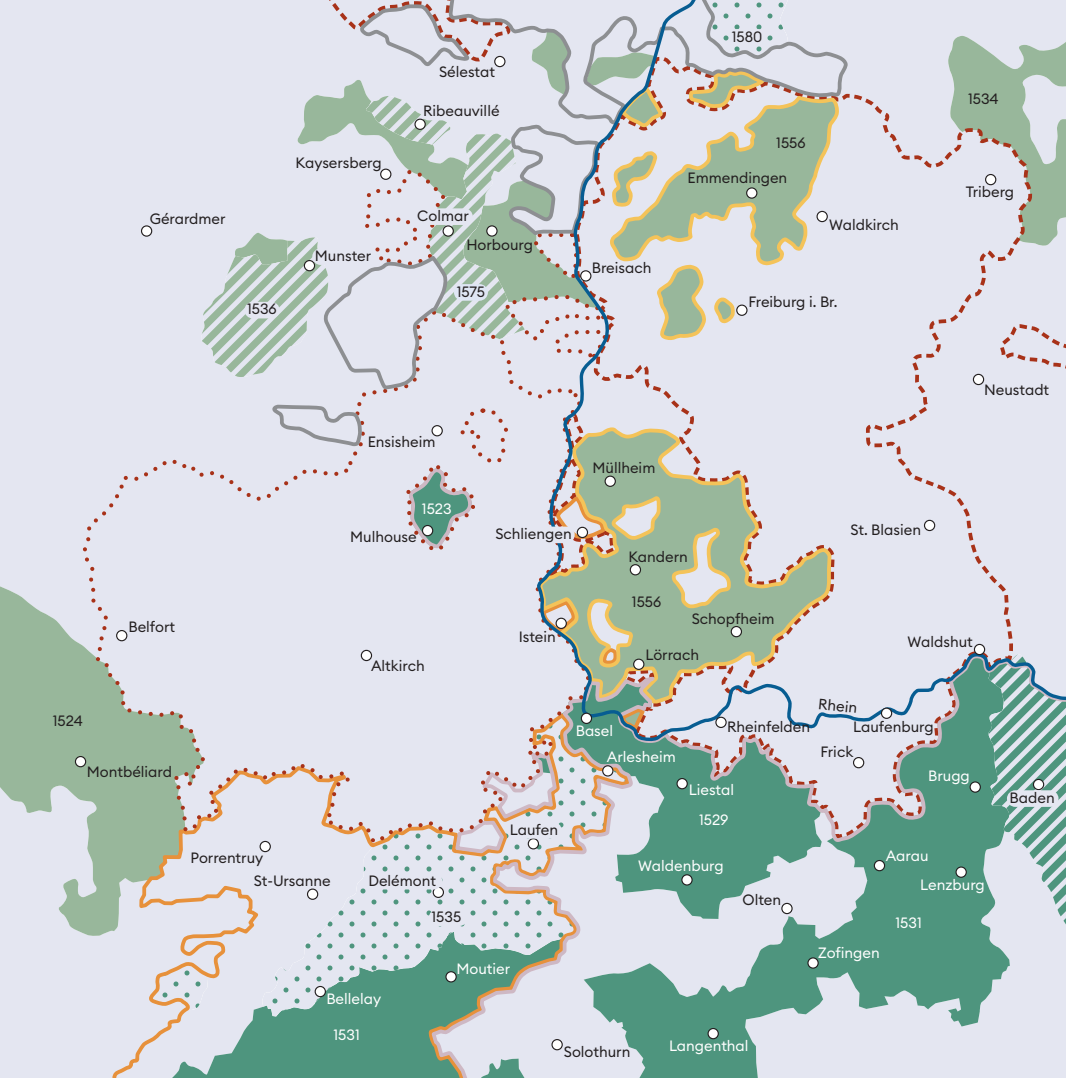 1580
Sélestat
1534
Ribeauvillé
1556
Kaysersberg
Emmendingen
Triberg
Gérardmer
Colmar
Waldkirch
Horbourg
Munster
Breisach
1575
Freiburg i. Br.
1536
Neustadt
Ensisheim
Müllheim
1523
Mulhouse
Schliengen
St. Blasien
Kandern
1556
Schopfheim
Belfort
Istein
Waldshut
Lörrach
Altkirch
Rhein
1524
Basel
Rheinfelden
Laufenburg
Frick
Arlesheim
Montbéliard
Brugg
Liestal
Baden
1529
Laufen
Porrentruy
Waldenburg
Aarau
St-Ursanne
Delémont
Lenzburg
Olten
1535
1531
Zofingen
Moutier
Bellelay
1531
Langenthal
Solothurn